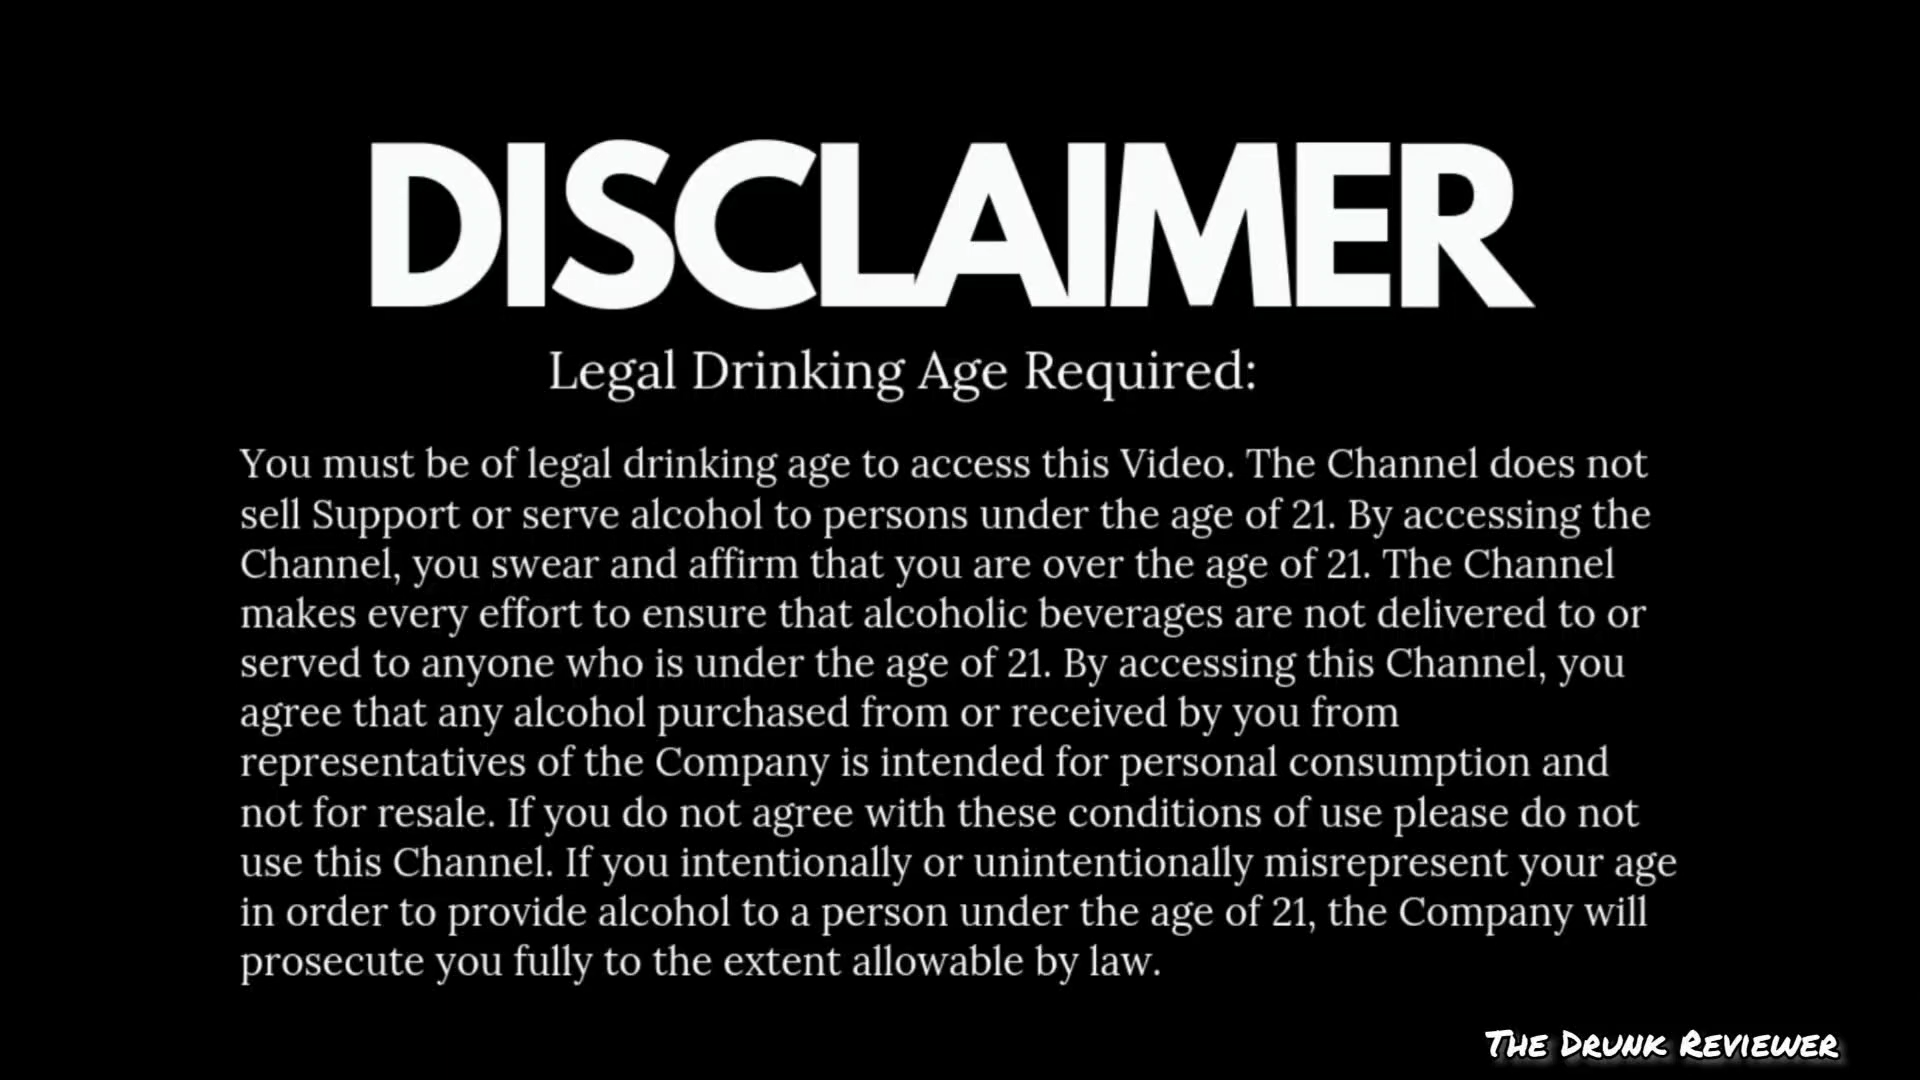 DISCLAIMER
Legal Drinking Age Required:
You must be of legal drinking age to access this Video. The Channel does not
sell Support or serve alcohol to persons under the age of 21. By accessing the
Channel, you swear and affirm that you are over the age of 21. The Channel
makes every effort to ensure that alcoholic beverages are not delivered to or
served to anyone who is under the age of 21. By accessing this Channel, you
agree that any alcohol purchased from or received by you from
representatives of the Company is intended for personal consumption and
not for resale. If you do not agree with these conditions of use please do not
use this Channel. If you intentionally or unintentionally misrepresent your age
in order to provide alcohol to a person under the age of 21, the Company will
prosecute you fully to the extent allowable by law.
The Drunk Reviewer